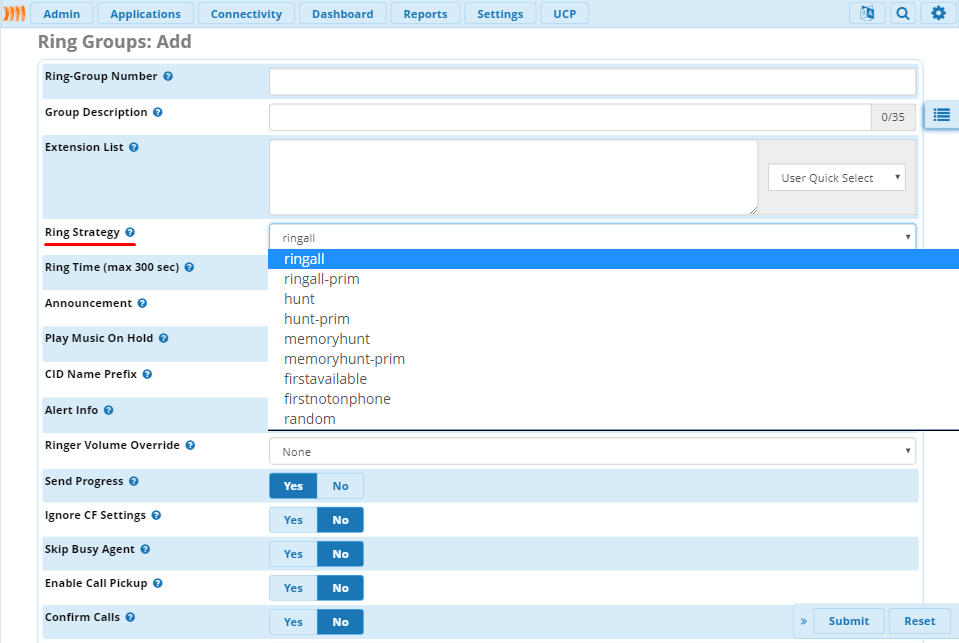 Admin Applications Connectivity Dashboard Reports Settings UCP
Ring Groups: Add
Ring-Group Number
Group Description 0/35
Extension List
User Quick Select
Ring Strategy ringall
ringall
Ring Time (max 300 sec)
ringall-prim
Announcement hunt
hunt-prim
Play Music On Hold memoryhunt
memoryhunt-prim
CID Name Prefix firstavailable
firstnotonphone
Alert Info random
Ringer Volume Override None
Send Progress Yes No
Ignore CF Settings Yes No
Skip Busy Agent Yes No
Enable Call Pickup Yes No
Confirm Calls Yes No » Submit Reset